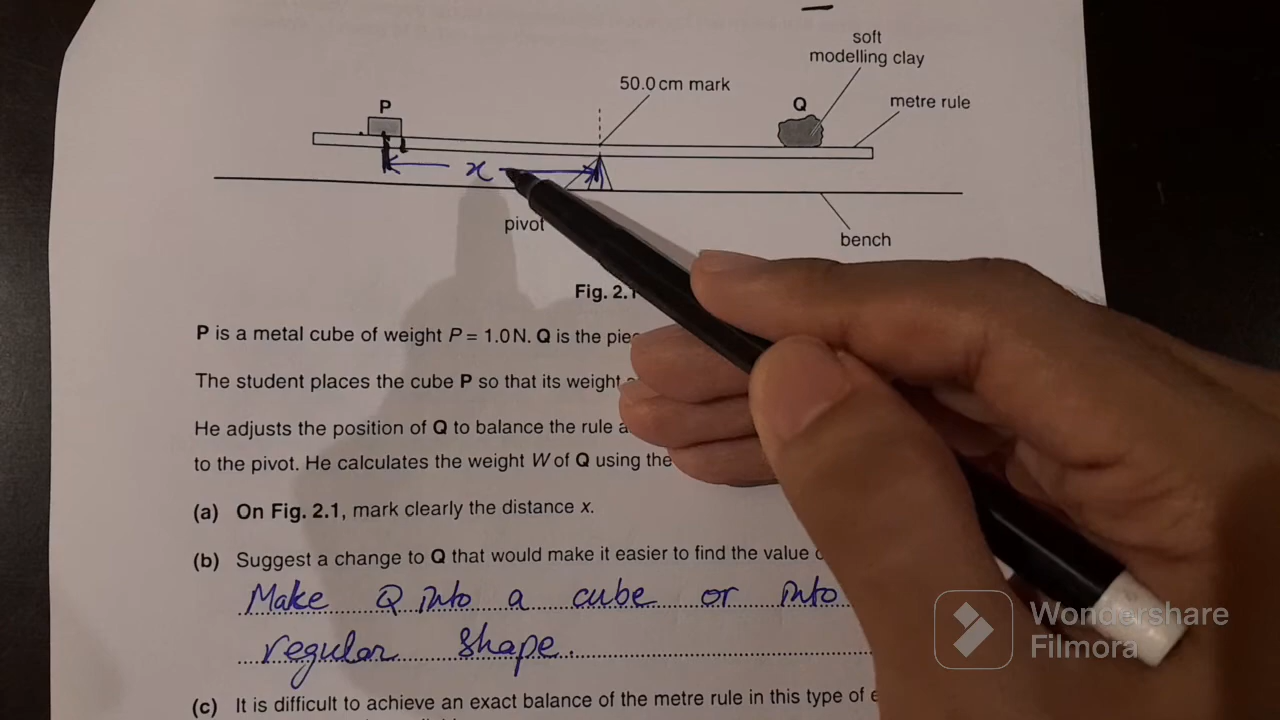 soft
modelling clay
50.0 cm mark
P
Q
metre rule
x
pivot
bench
Fig. 2.1
P is a metal cube of weight P = 1.0 N. Q is the
The student places the cube P so that its weight
He adjusts the position of Q to balance the rule
to the pivot. He calculates the weight W of Q using the
(a) On Fig. 2.1, mark clearly the distance x.
(b) Suggest a change to Q that would make it easier to find the value
Make Q into a cube or into
regular shape.
(c) It is difficult to achieve an exact balance of the metre rule in this type of
Wondershare
Filmora